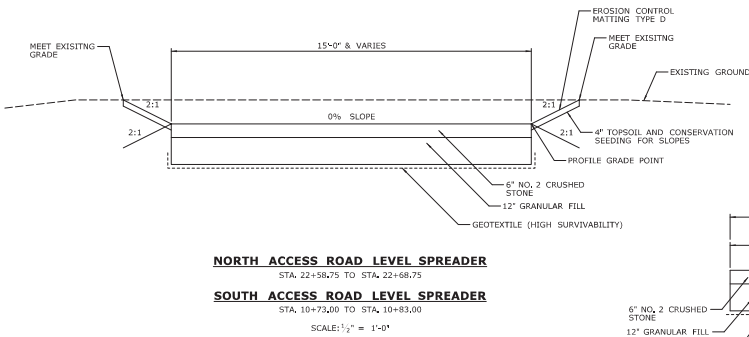 EROSION CONTROL
MATTING TYPE D
MEET EXISITNG
GRADE
15'-0" & VARIES
MEET EXISITNG
GRADE
EXISTING GROUND
2:1
2:1
0% SLOPE
2:1
2:1
4" TOPSOIL AND CONSERVATION
SEEDING FOR SLOPES
PROFILE GRADE POINT
6" NO. 2 CRUSHED
STONE
12" GRANULAR FILL
GEOTEXTILE (HIGH SURVIVABILITY)
NORTH ACCESS ROAD LEVEL SPREADER
STA. 22+58.75 TO STA. 22+68.75
SOUTH ACCESS ROAD LEVEL SPREADER
STA. 10+73.00 TO STA. 10+83.00
SCALE: 1/2" = 1'-0"
6" NO. 2 CRUSHED
STONE
12" GRANULAR FILL